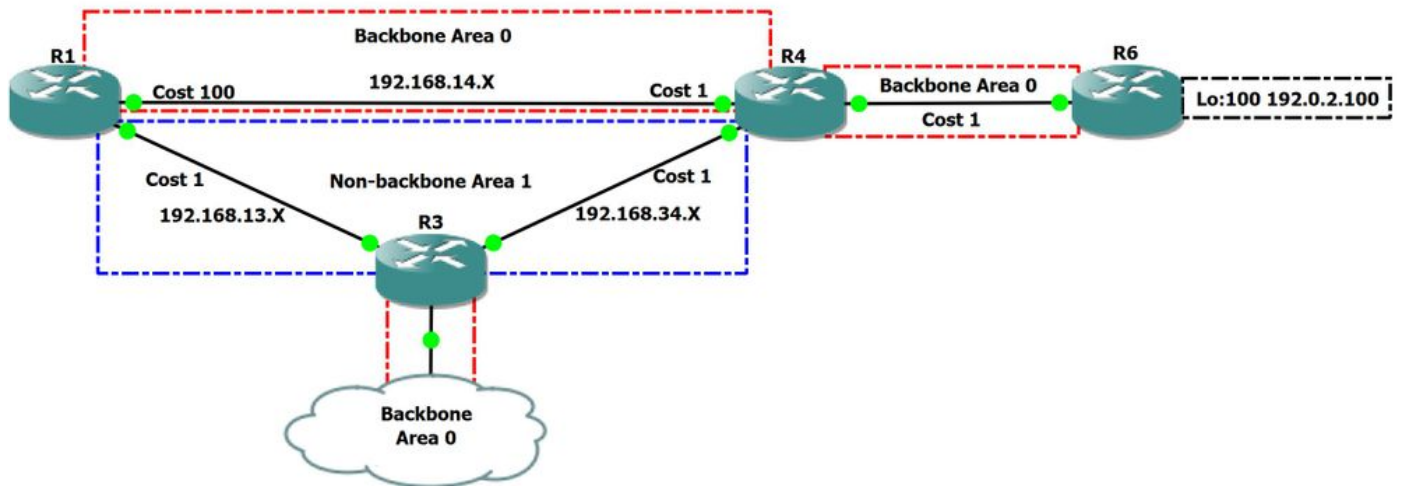 Backbone Area 0
R1
R4
R6
192.168.14.X
Cost 100
Cost 1
Backbone Area 0
Lo:100 192.0.2.100
Cost 1
Cost 1
Non-backbone Area 1
Cost 1
192.168.13.X
192.168.34.X
R3
Backbone
Area 0